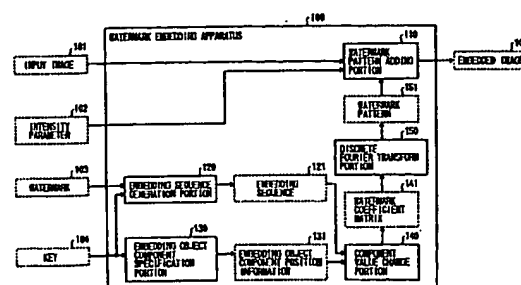 100
WATERMARK EMBEDDING APPARATUS
101
INPUT IMAGE
110
WATERMARK
PATTERN ADDING
PORTION
EMBEDDED IMAGE
151
WATERMARK
PATTERN
102
INTENSITY
PARAMETER
150
DISCRETE
FOURIER TRANSFORM
PORTION
103
WATERMARK
120
EMBEDDING SEQUENCE
GENERATION PORTION
121
EMBEDDING
SEQUENCE
141
WATERMARK
COEFFICIENT
MATRIX
104
KEY
130
EMBEDDING OBJECT
COMPONENT
SPECIFICATION
PORTION
131
EMBEDDING OBJECT
COMPONENT POSITION
INFORMATION
140
COMPONENT
VALUE CHANGE
PORTION